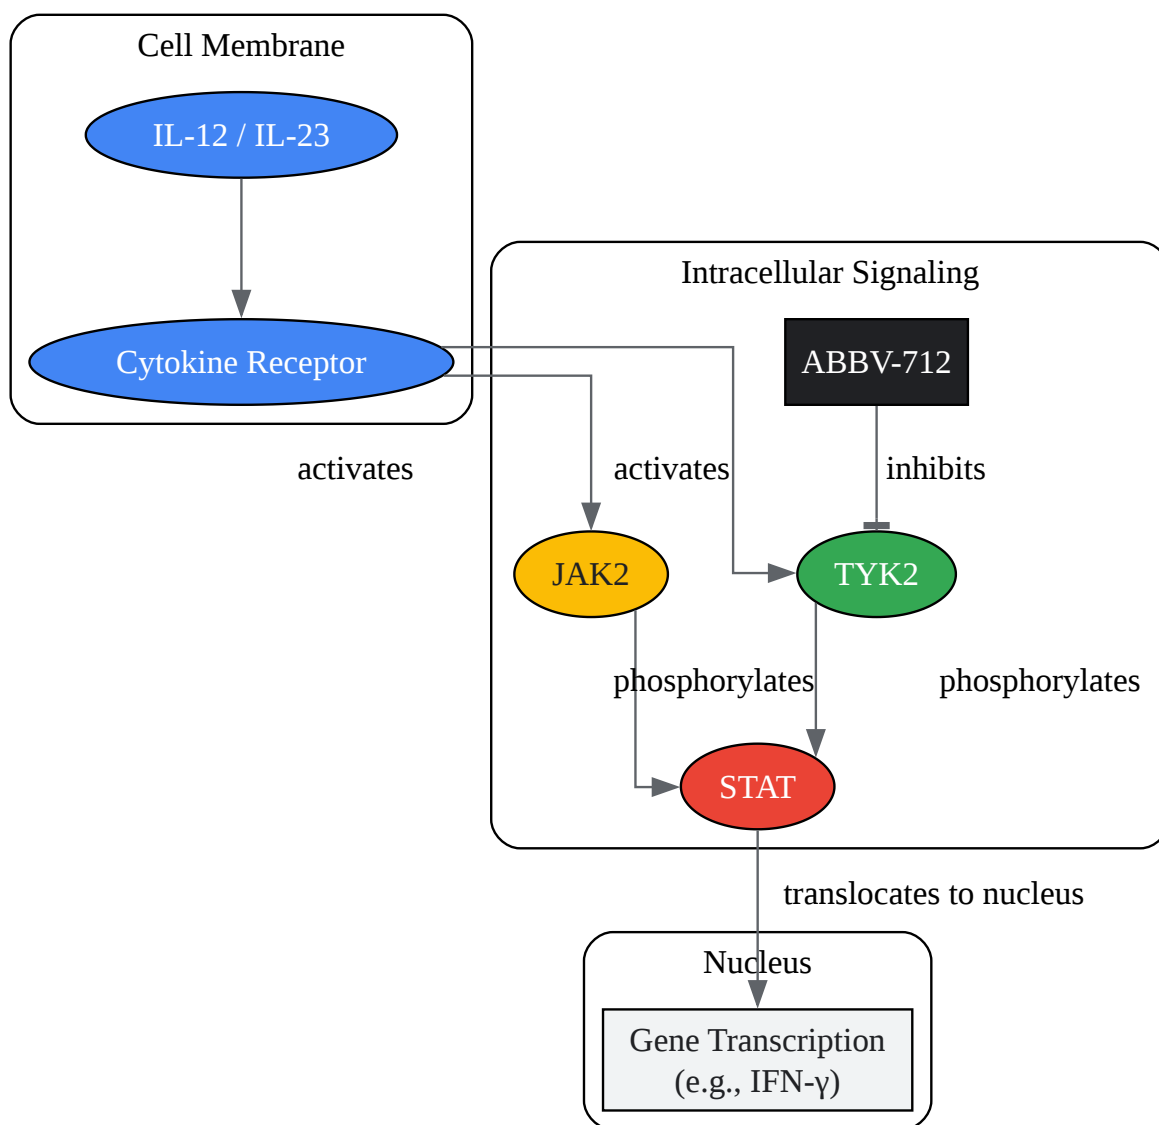 Cell Membrane
IL-12 / IL-23
Intracellular Signaling
Cytokine Receptor
ABBV-712
activates
activates
inhibits
JAK2
TYK2
phosphorylates
phosphorylates
STAT
translocates to nucleus
Nucleus
Gene Transcription
(e.g., IFN-γ)